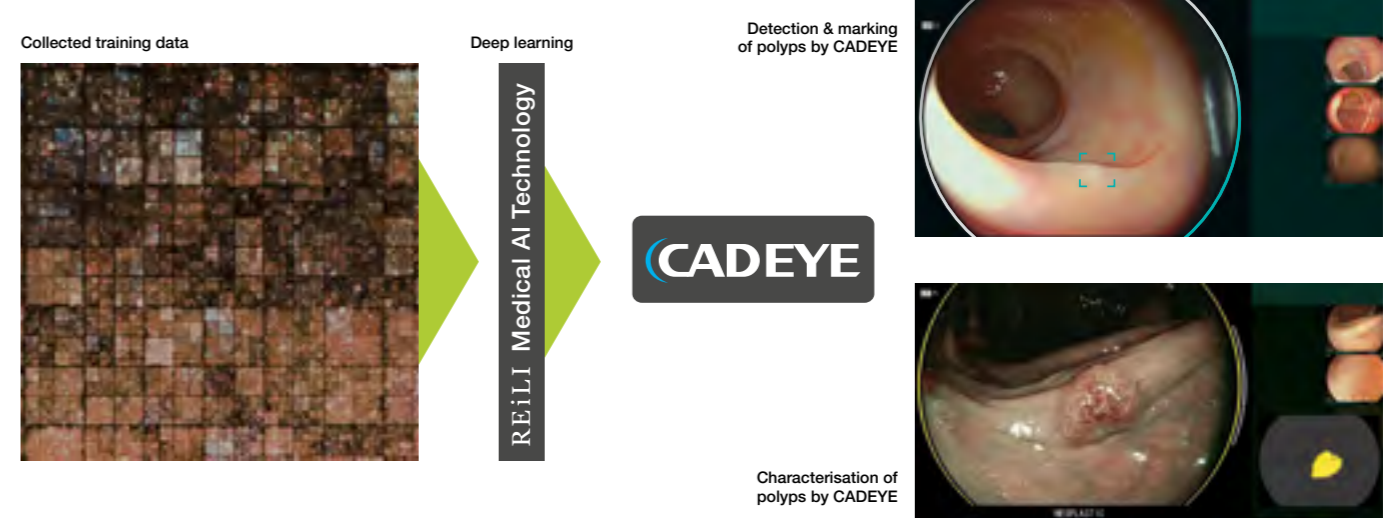 Collected training data
Deep learning
REiLI Medical AI Technology
CADEYE
Detection & marking
of polyps by CADEYE
Characterisation of
polyps by CADEYE
NEOPLASTIC